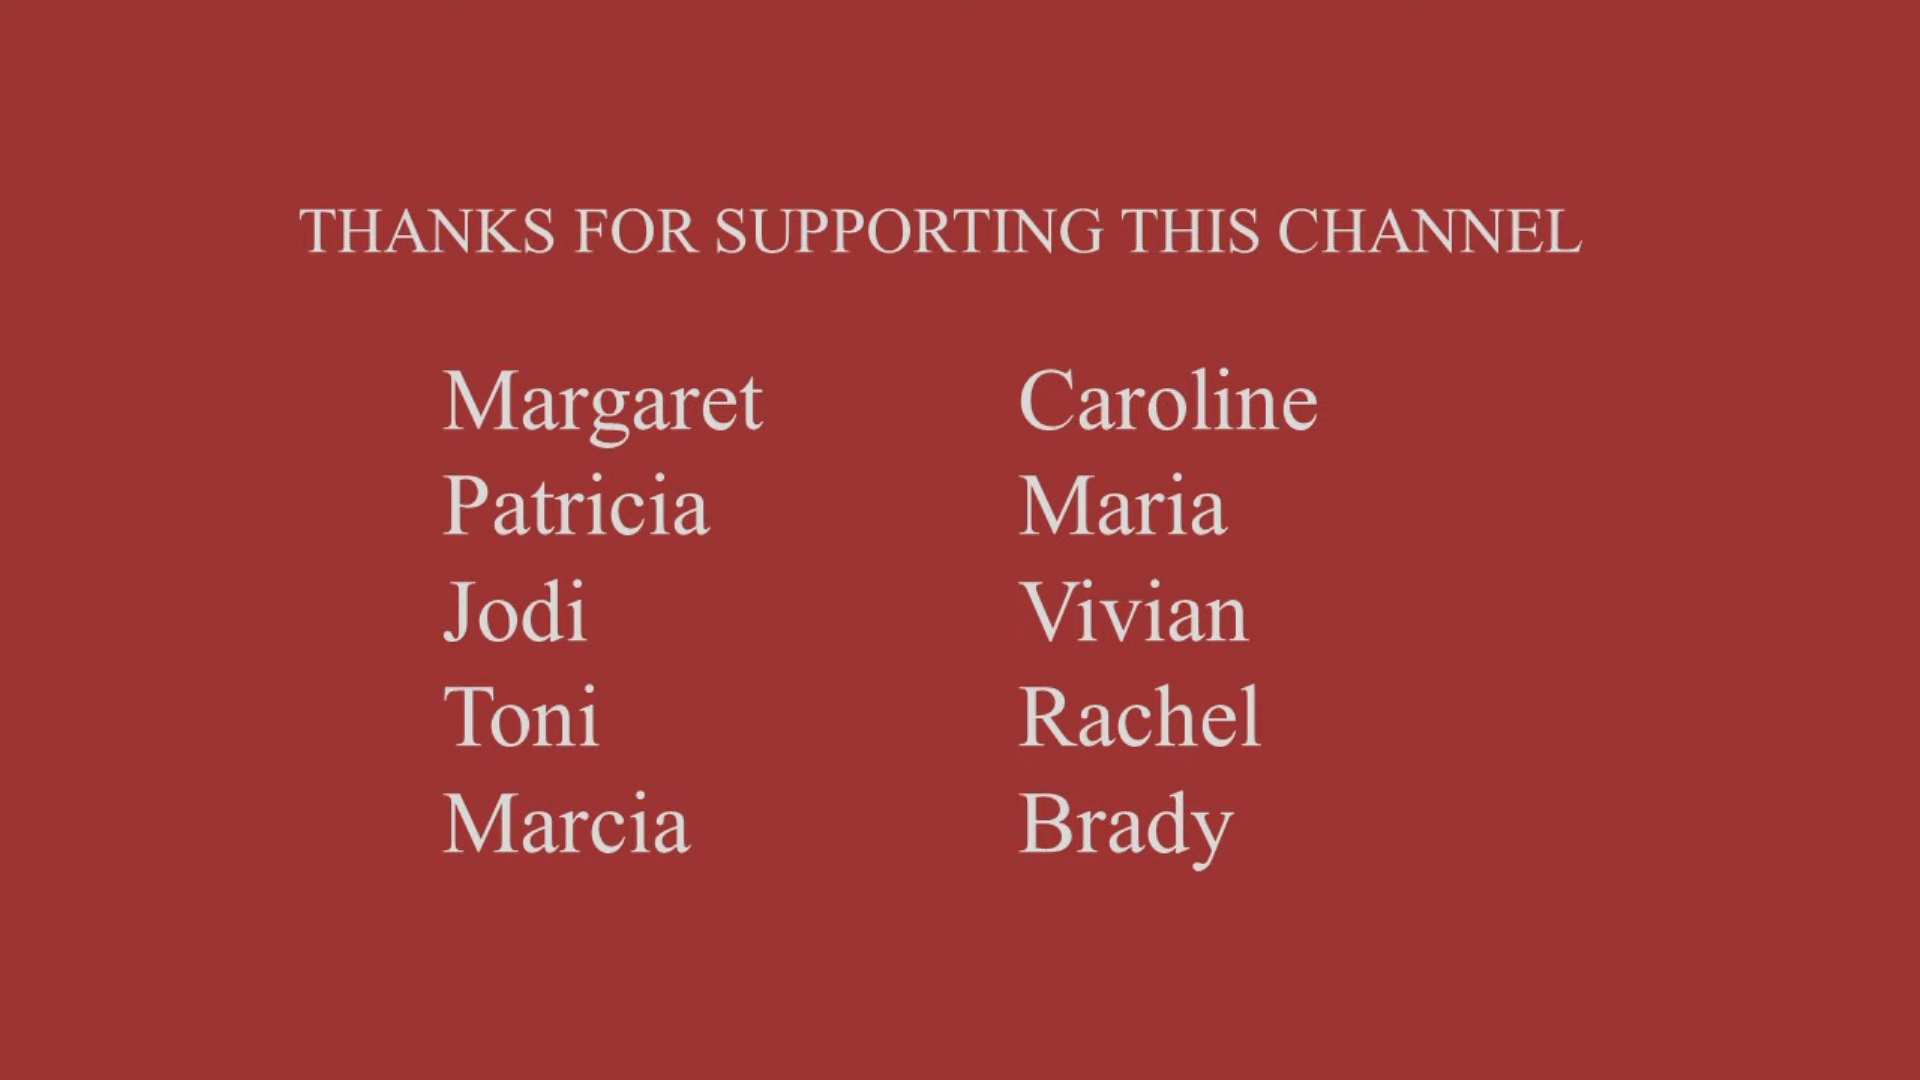 THANKS FOR SUPPORTING THIS CHANNEL
Margaret
Patricia
Jodi
Toni
Marcia
Caroline
Maria
Vivian
Rachel
Brady